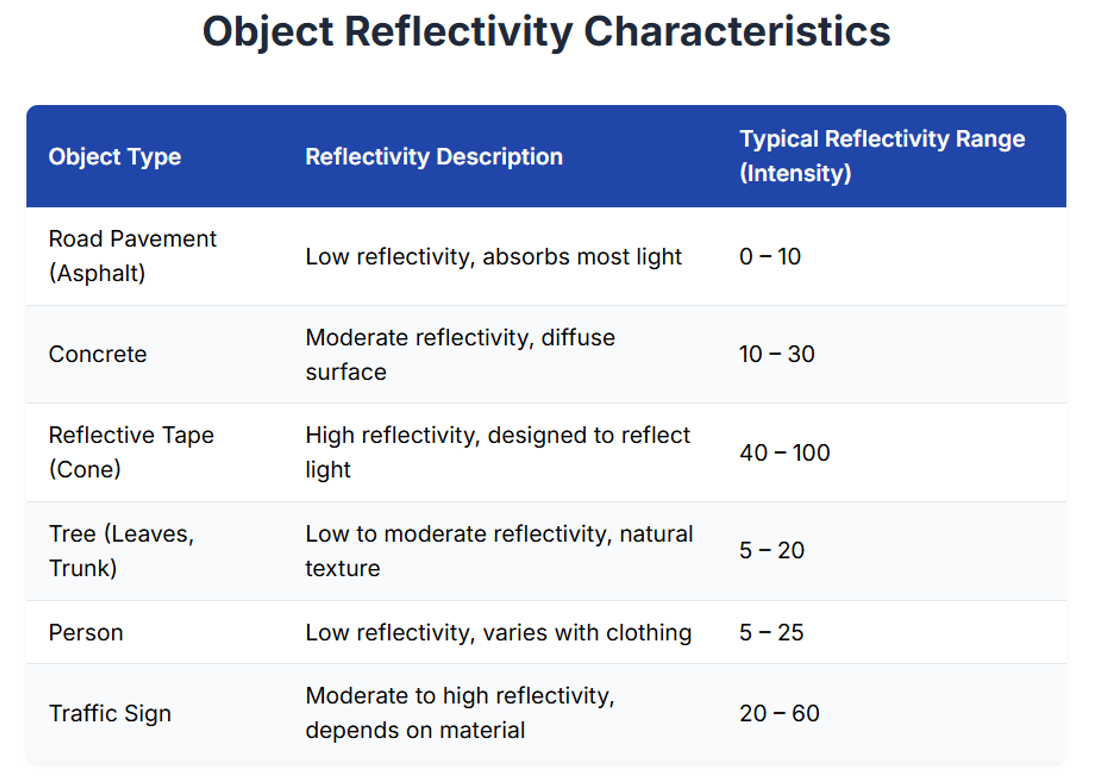 Object Reflectivity Characteristics
Object Type
Reflectivity Description
Typical Reflectivity Range
(Intensity)
Road Pavement
(Asphalt)
Low reflectivity, absorbs most light
0 – 10
Concrete
Moderate reflectivity, diffuse
surface
10 – 30
Reflective Tape
(Cone)
High reflectivity, designed to reflect
light
40 – 100
Tree (Leaves,
Trunk)
Low to moderate reflectivity, natural
texture
5 – 20
Person
Low reflectivity, varies with clothing
5 – 25
Traffic Sign
Moderate to high reflectivity,
depends on material
20 – 60